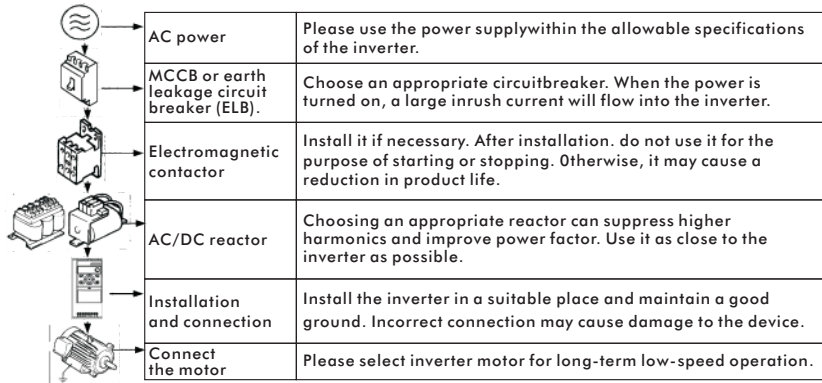 AC power
Please use the power supplywithin the allowable specifications
of the inverter.
MCCB or earth
leakage circuit
breaker (ELB).
Choose an appropriate circuitbreaker. When the power is
turned on, a large inrush current will flow into the inverter.
Electromagnetic
contactor
Install it if necessary. After installation. do not use it for the
purpose of starting or stopping. 0therwise, it may cause a
reduction in product life.
AC/DC reactor
Choosing an appropriate reactor can suppress higher
harmonics and improve power factor. Use it as close to the
inverter as possible.
Installation
and connection
Install the inverter in a suitable place and maintain a good
ground. Incorrect connection may cause damage to the device.
Connect
the motor
Please select inverter motor for long-term low-speed operation.